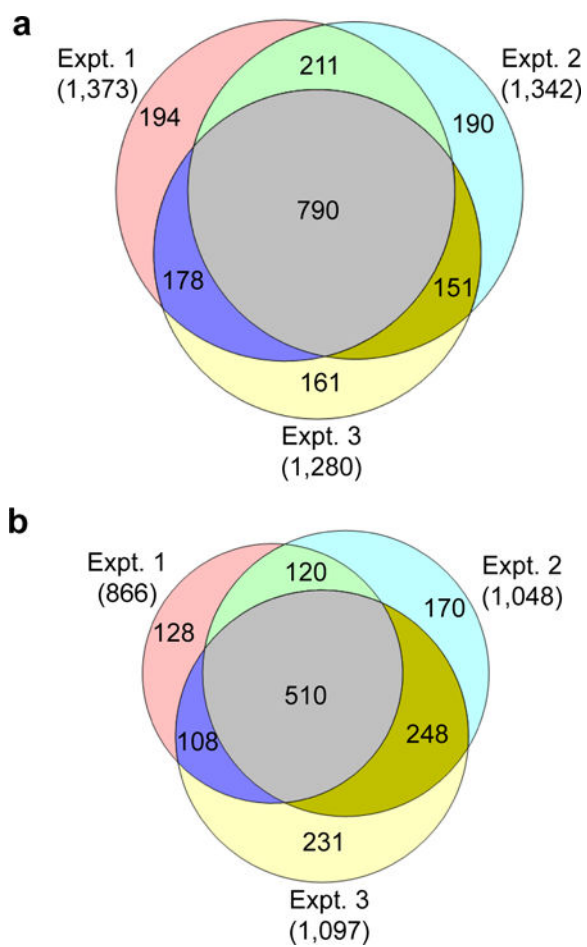 a
Expt. 1
(1,373)
Expt. 2
(1,342)
211
194
190
790
178
151
161
Expt. 3
(1,280)
b
Expt. 1
(866)
Expt. 2
(1,048)
120
170
128
510
108
248
231
Expt. 3
(1,097)